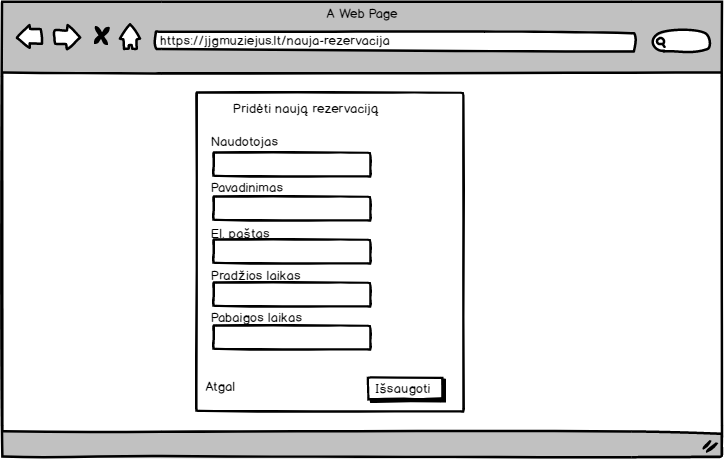 A Web Page
https://jjgmuziejus.lt/nauja-rezervacija
Pridėti naują rezervaciją
Naudotojas
Pavadinimas
El. paštas
Pradžios laikas
Pabaigos laikas
Atgal
Išsaugoti